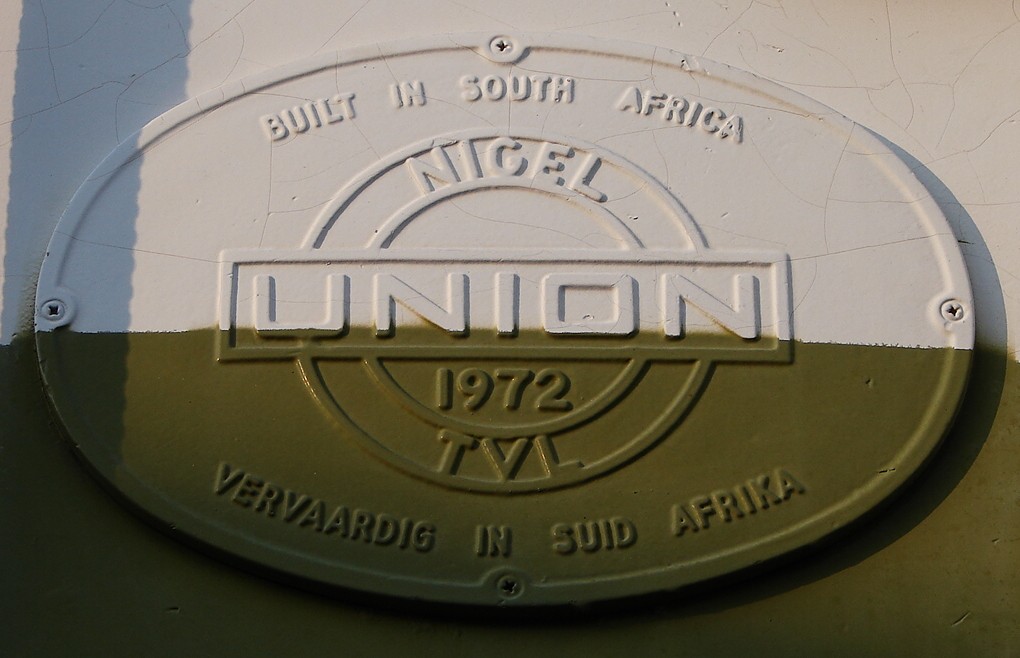 BUILT IN SOUTH AFRICA
NIGEL
UNION
1972
TVL
VERVAARDIG IN SUID AFRIKA